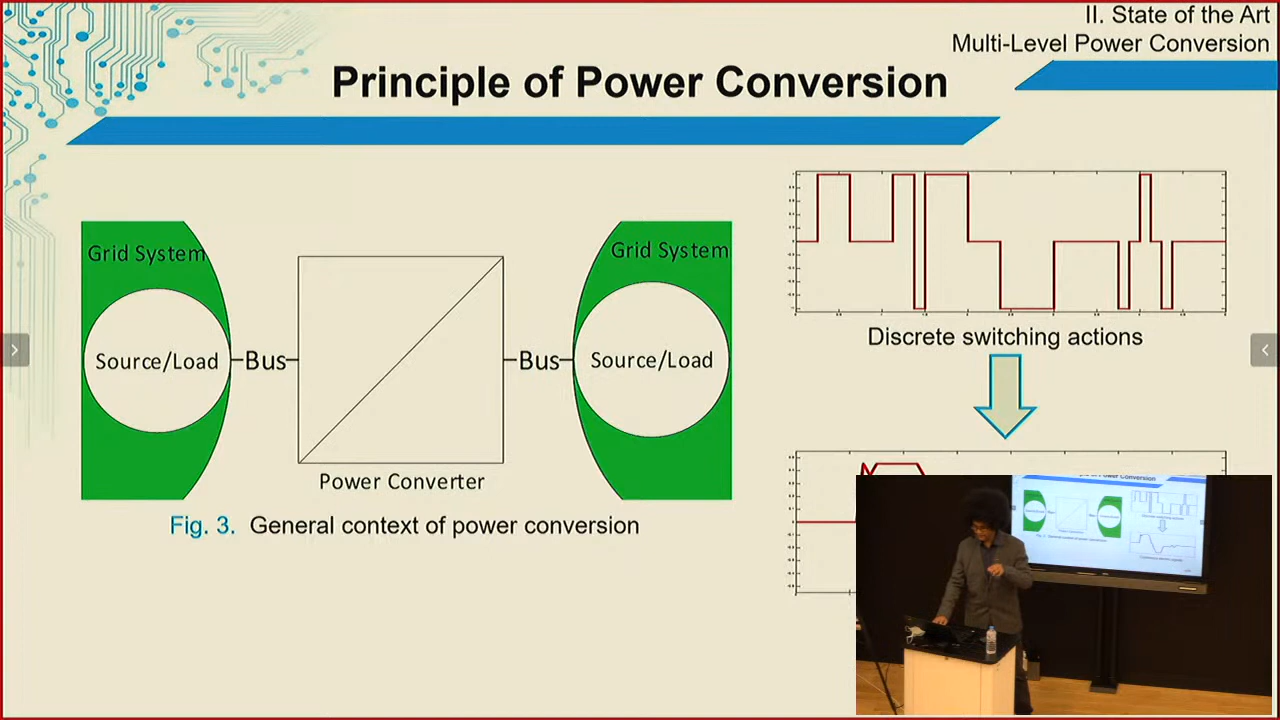 II. State of the Art
Multi-Level Power Conversion
Principle of Power Conversion
Grid System
Source/Load
Bus
Power Converter
Bus
Grid System
Source/Load
Fig. 3. General context of power conversion
Discrete switching actions